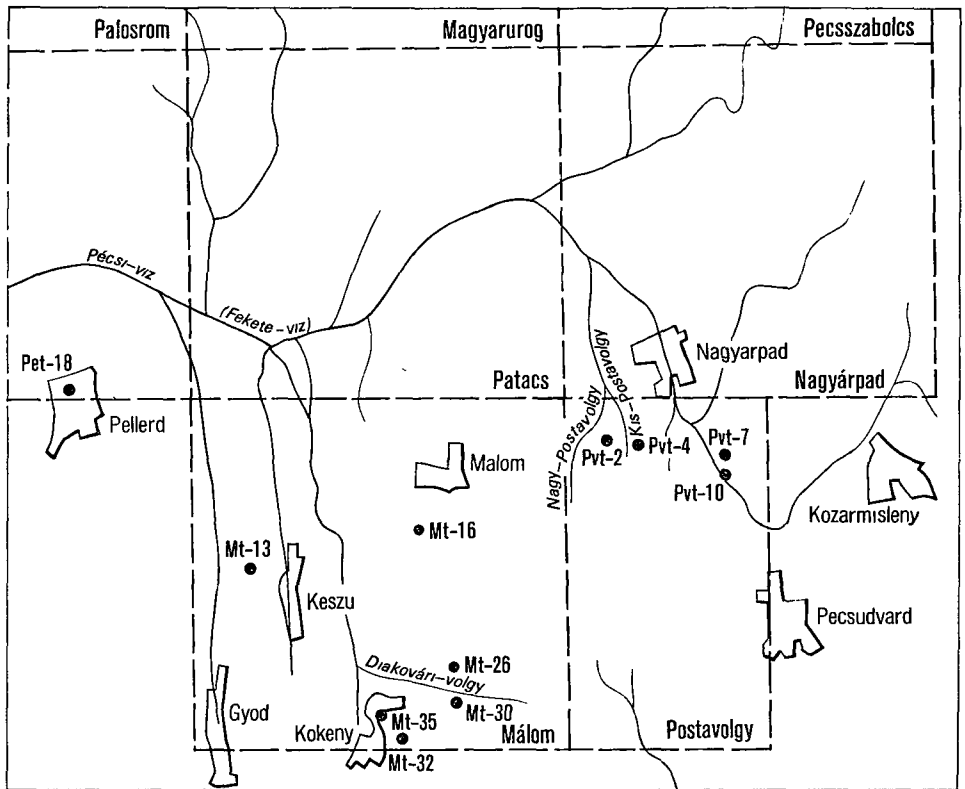 Pafosrom
Magyarurog
Pecsszabolcs
Pécsi-viz
(Fekete-viz)
Pet-18
Pellerd
Patacs
Nagyarpad
Nagyárpad
Kis-Postavolgy
Nagy-Postavolgy
Malom
Pvt-2
Pvt-4
Pvt-7
Pvt-10
Kozarmisleny
Mt-16
Mt-13
Keszu
Pecsudvard
Mt-26
Diakovári-volgy
Mt-30
Gyod
Kokeny
Mt-35
Málom
Postavolgy
Mt-32